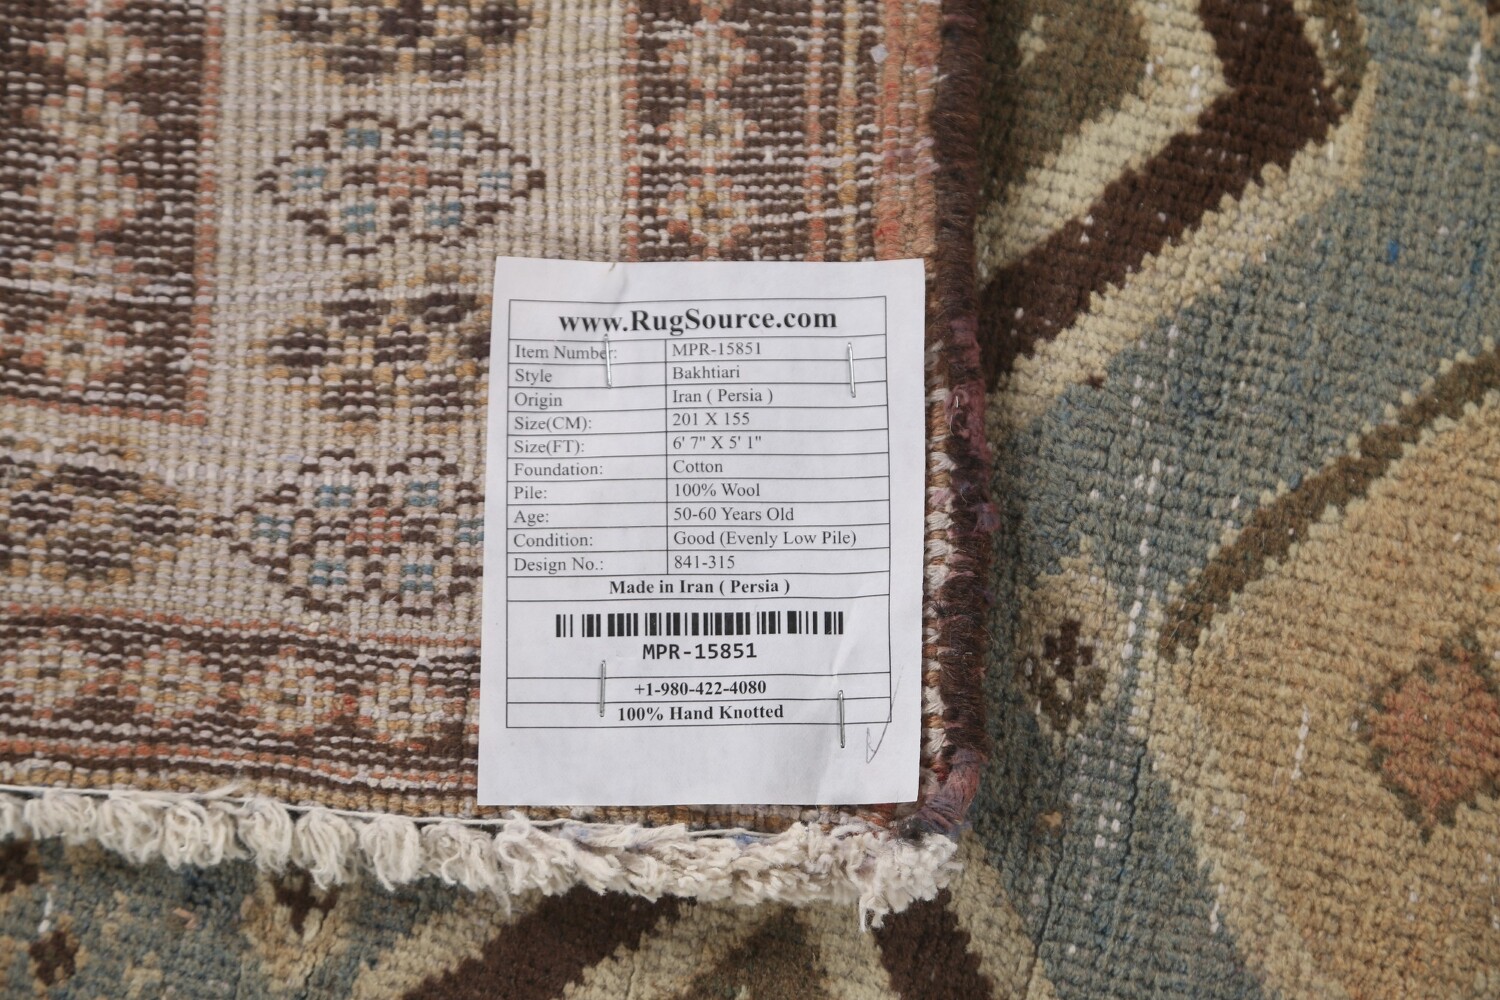 www.RugSource.com
Item Number: MPR-15851
Style Bakhtiari
Origin Iran ( Persia )
Size(CM): 201 X 155
Size(FT): 6' 7" X 5' 1"
Foundation: Cotton
Pile: 100% Wool
Age: 50-60 Years Old
Condition: Good (Evenly Low Pile)
Design No.: 841-315
Made in Iran ( Persia )
MPR-15851
+1-980-422-4080
100% Hand Knotted